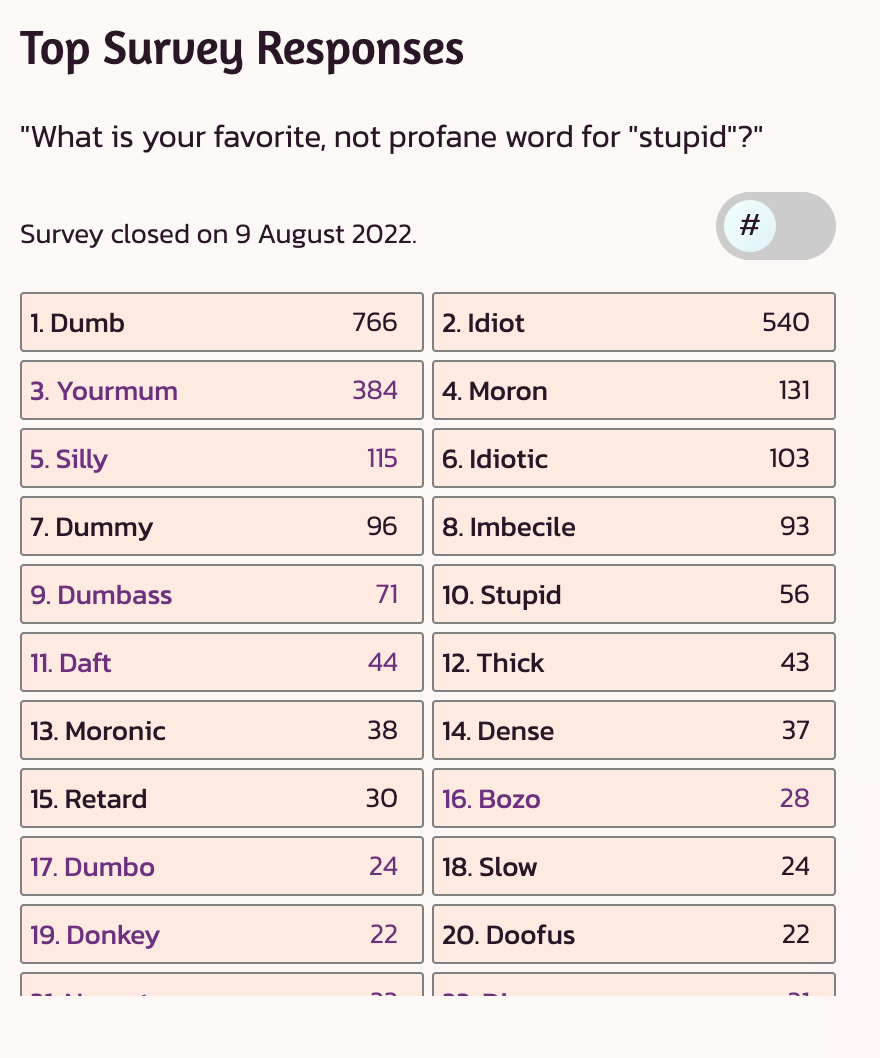 Top Survey Responses
"What is your favorite, not profane word for "stupid"?"
Survey closed on 9 August 2022.
#
1. Dumb 766
2. Idiot 540
3. Yourmum 384
4. Moron 131
5. Silly 115
6. Idiotic 103
7. Dummy 96
8. Imbecile 93
9. Dumbass 71
10. Stupid 56
11. Daft 44
12. Thick 43
13. Moronic 38
14. Dense 37
15. Retard 30
16. Bozo 28
17. Dumbo 24
18. Slow 24
19. Donkey 22
20. Doofus 22